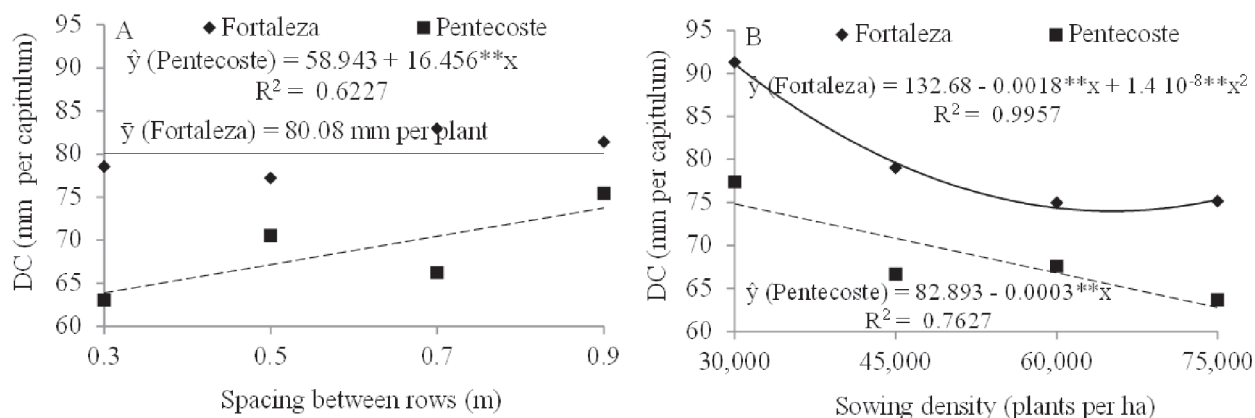 A
Fortaleza
Pentecoste
ŷ (Pentecoste) = 58.943 + 16.456**x
R² = 0.6227
ȳ (Fortaleza) = 80.08 mm per plant
DC (mm per capitulum)
95
90
85
80
75
70
65
60
0.3
0.5
0.7
0.9
Spacing between rows (m)
B
Fortaleza
Pentecoste
ŷ (Fortaleza) = 132.68 - 0.0018**x + 1.4 10⁻⁸**x²
R² = 0.9957
ŷ (Pentecoste) = 82.893 - 0.0003**x
R² = 0.7627
DC (mm per capitulum)
95
90
85
80
75
70
65
60
30,000
45,000
60,000
75,000
Sowing density (plants per ha)